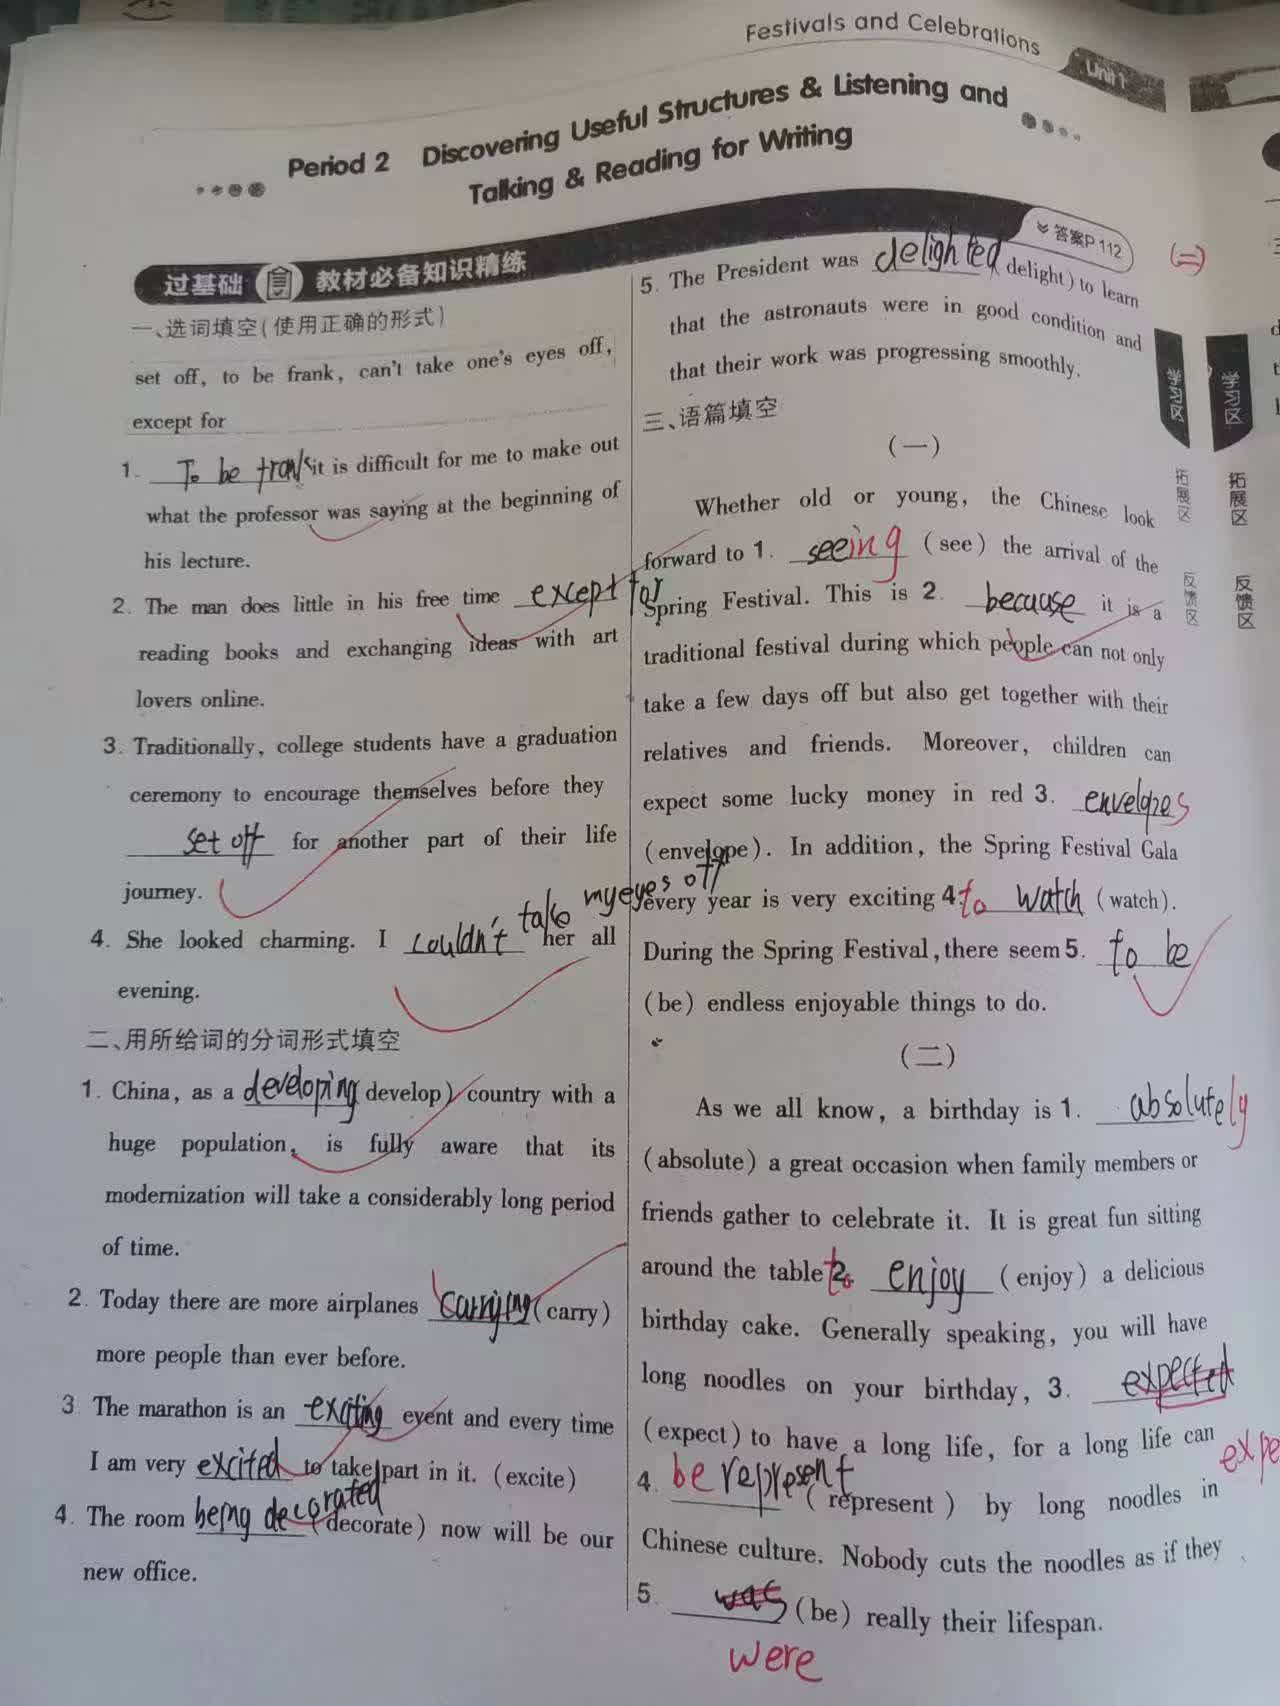 Festivals and Celebrations
Unit 1
Period 2 Discovering Useful Structures & Listening and
Talking & Reading for Writing
答案P.112
过基础 教材必备知识精练
一、选词填空(使用正确的形式)
set off, to be frank, can't take one's eyes off,
except for
1. To be it is difficult for me to make out
what the professor was saying at the beginning of
his lecture.
2. The man does little in his free time except for
reading books and exchanging ideas with art
lovers online.
3. Traditionally, college students have a graduation
ceremony to encourage themselves before they
set off for another part of their life
journey.
4. She looked charming. I couldn't take my eyes off her all
evening.
二、用所给词的分词形式填空
1. China, as a developing develop) country with a
huge population, is fully aware that its
modernization will take a considerably long period
of time.
2. Today there are more airplanes carrying (carry)
more people than ever before.
3 The marathon is an exciting event and every time
I am very excited to take part in it. (excite)
4. The room being decorated (decorate) now will be our
new office.
5. The President was delighted delight) to learn
that the astronauts were in good condition and
that their work was progressing smoothly.
三、语篇填空
(一)
Whether old or young, the Chinese look
forward to 1. seeing (see) the arrival of the
Spring Festival. This is 2. because it is a
traditional festival during which people can not only
take a few days off but also get together with their
relatives and friends. Moreover, children can
expect some lucky money in red 3. envelopes
(envelope). In addition, the Spring Festival Gala
every year is very exciting 4. to watch (watch).
During the Spring Festival, there seem 5. to be
(be) endless enjoyable things to do.
(二)
As we all know, a birthday is 1. absolutely
(absolute) a great occasion when family members or
friends gather to celebrate it. It is great fun sitting
around the table 2. to enjoy (enjoy) a delicious
birthday cake. Generally speaking, you will have
long noodles on your birthday, 3. expected
(expect) to have a long life, for a long life can
expe
4. be represent (represent) by long noodles in
Chinese culture. Nobody cuts the noodles as if they
5. was (be) really their lifespan.
were
(二)
学习区
拓展区
反馈区
学习区
拓展区
反馈区